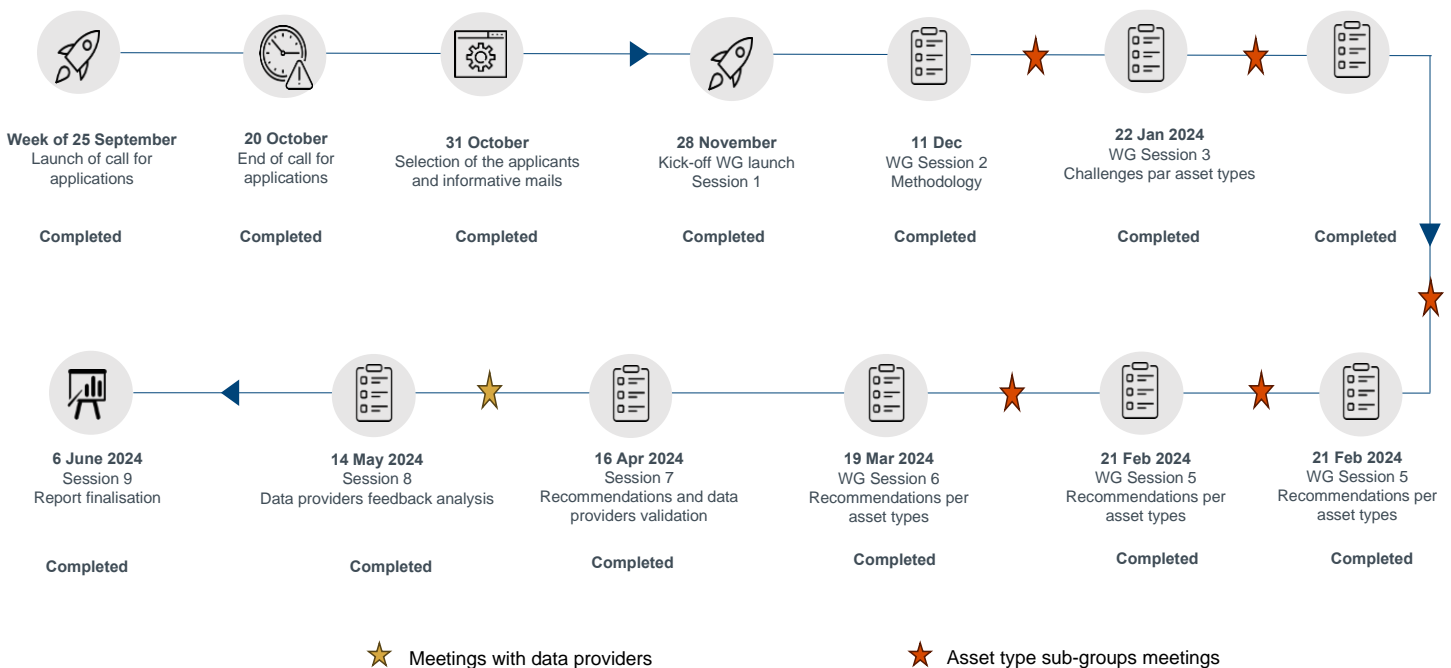 Week of 25 September
Launch of call for
applications
Completed
20 October
End of call for
applications
Completed
31 October
Selection of the applicants
and informative mails
Completed
28 November
Kick-off WG launch
Session 1
Completed
11 Dec
WG Session 2
Methodology
Completed
22 Jan 2024
WG Session 3
Challenges par asset types
Completed
Completed
6 June 2024
Session 9
Report finalisation
Completed
14 May 2024
Session 8
Data providers feedback analysis
Completed
16 Apr 2024
Session 7
Recommendations and data
providers validation
Completed
19 Mar 2024
WG Session 6
Recommendations per
asset types
Completed
21 Feb 2024
WG Session 5
Recommendations per
asset types
Completed
21 Feb 2024
WG Session 5
Recommendations per
asset types
Completed
Meetings with data providers
Asset type sub-groups meetings